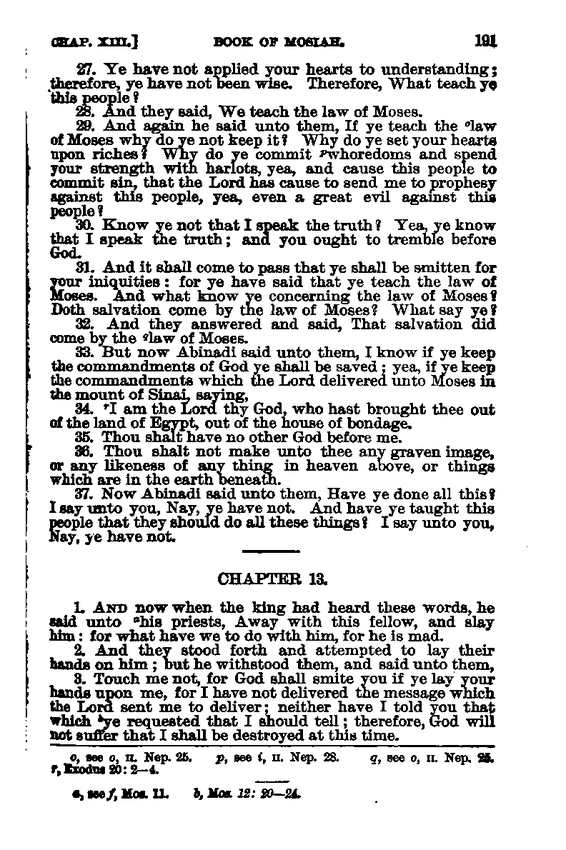 CHAP. XIII.] BOOK OF MOSIAH. 191
27. Ye have not applied your hearts to understanding;
therefore, ye have not been wise. Therefore, What teach ye
this people?
28. And they said, We teach the law of Moses.
29. And again he said unto them, If ye teach the olaw
of Moses why do ye not keep it? Why do ye set your hearts
upon riches? Why do ye commit pwhoredoms and spend
your strength with harlots, yea, and cause this people to
commit sin, that the Lord has cause to send me to prophesy
against this people, yea, even a great evil against this
people?
30. Know ye not that I speak the truth? Yea, ye know
that I speak the truth; and you ought to tremble before
God.
31. And it shall come to pass that ye shall be smitten for
your iniquities: for ye have said that ye teach the law of
Moses. And what know ye concerning the law of Moses?
Doth salvation come by the law of Moses? What say ye?
32. And they answered and said, That salvation did
come by the qlaw of Moses.
33. But now Abinadi said unto them, I know if ye keep
the commandments of God ye shall be saved; yea, if ye keep
the commandments which the Lord delivered unto Moses in
the mount of Sinai, saying,
34. rI am the Lord thy God, who hast brought thee out
of the land of Egypt, out of the house of bondage.
35. Thou shalt have no other God before me.
36. Thou shalt not make unto thee any graven image,
or any likeness of any thing in heaven above, or things
which are in the earth beneath.
37. Now Abinadi said unto them, Have ye done all this?
I say unto you, Nay, ye have not. And have ye taught this
people that they should do all these things? I say unto you,
Nay, ye have not.
CHAPTER 13.
1. AND now when the king had heard these words, he
said unto ahis priests, Away with this fellow, and slay
him: for what have we to do with him, for he is mad.
2. And they stood forth and attempted to lay their
hands on him; but he withstood them, and said unto them,
3. Touch me not, for God shall smite you if ye lay your
hands upon me, for I have not delivered the message which
the Lord sent me to deliver; neither have I told you that
which bye requested that I should tell; therefore, God will
not suffer that I shall be destroyed at this time.
o, see o, II. Nep. 25. p, see i, II. Nep. 28. q, see o, II. Nep. 25.
r, Exodus 20: 2—4.
a, see f, Mos. 11. b, Mos. 12: 20—24.